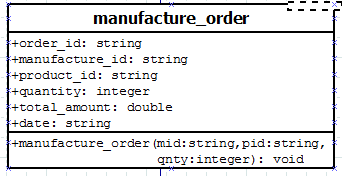 manufacture_order
+order_id: string
+manufacture_id: string
+product_id: string
+quantity: integer
+total_amount: double
+date: string
+manufacture_order(mid:string,pid:string,
qnty:integer): void